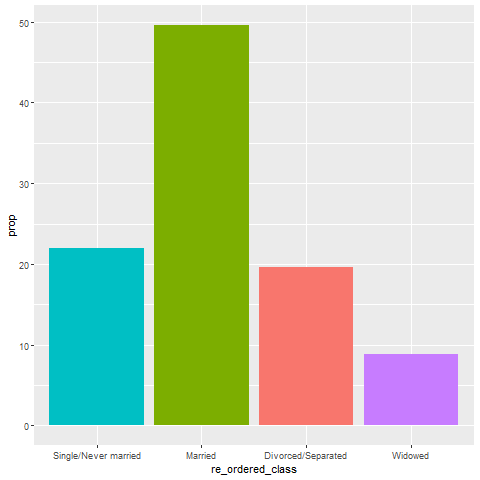 50
40
30
20
10
0
prop
Single/Never married
Married
Divorced/Separated
Widowed
re_ordered_class